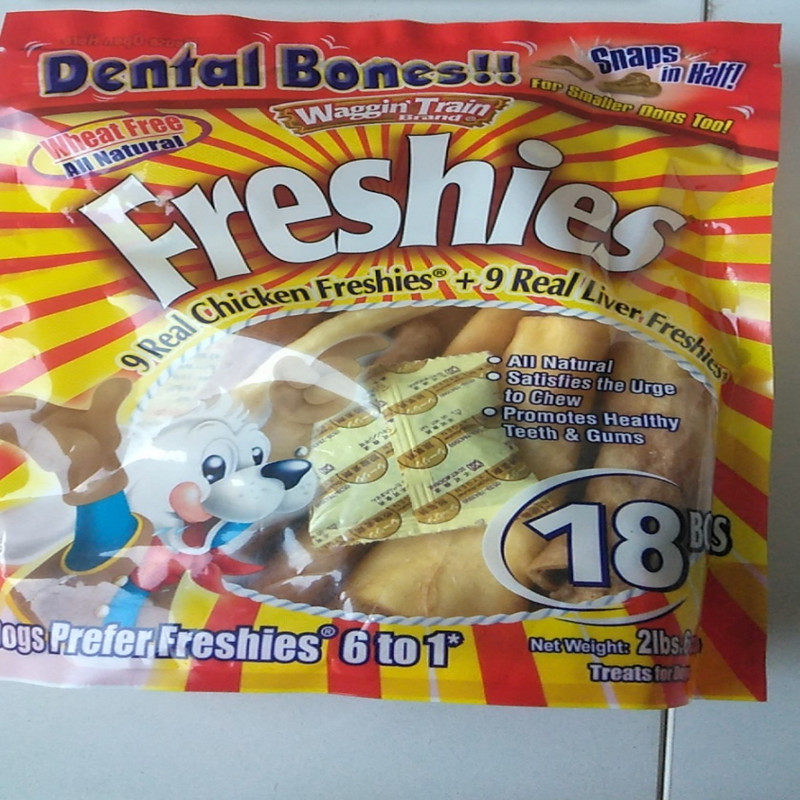 Dental Bones!!
Snaps
in Half!
For Smaller Dogs Too!
Waggin' Train
Brand®
Wheat Free
All Natural
Freshies
9 Real Chicken Freshies® + 9 Real Liver Freshies®
• All Natural
• Satisfies the Urge
to Chew
• Promotes Healthy
Teeth & Gums
18
ogs Prefer Freshies® 6 to 1*
Net Weight: 2lbs.
Treats for